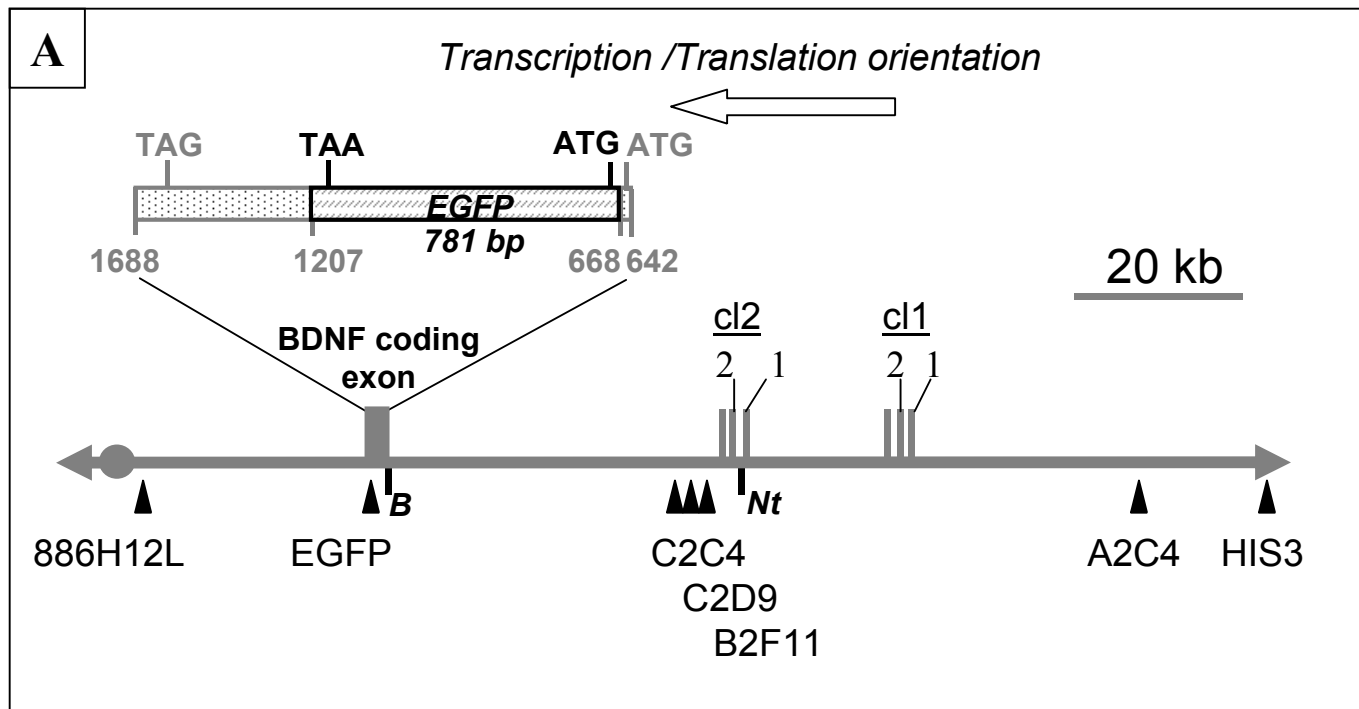 A
Transcription /Translation orientation
TAG TAA ATG ATG
EGFP
781 bp
1688 1207 668 642
20 kb
BDNF coding
exon
cl2 cl1
2 1 2 1
B Nt
886H12L EGFP C2C4 A2C4 HIS3
C2D9
B2F11